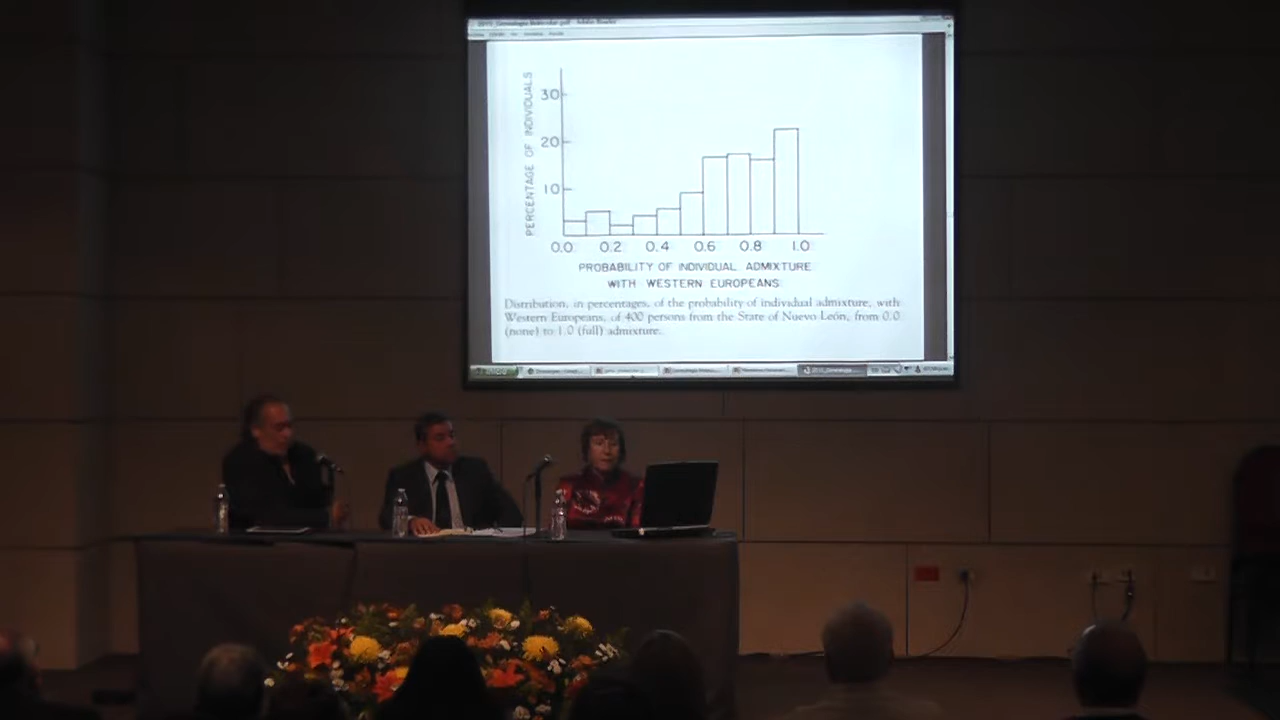 PERCENTAGE OF INDIVIDUALS
30
20
10
0.0 0.2 0.4 0.6 0.8 1.0
PROBABILITY OF INDIVIDUAL ADMIXTURE
WITH WESTERN EUROPEANS
Distribution, in percentages, of the probability of individual admixture, with
Western Europeans, of 400 persons from the State of Nuevo León, from 0.0
(none) to 1.0 (full) admixture.